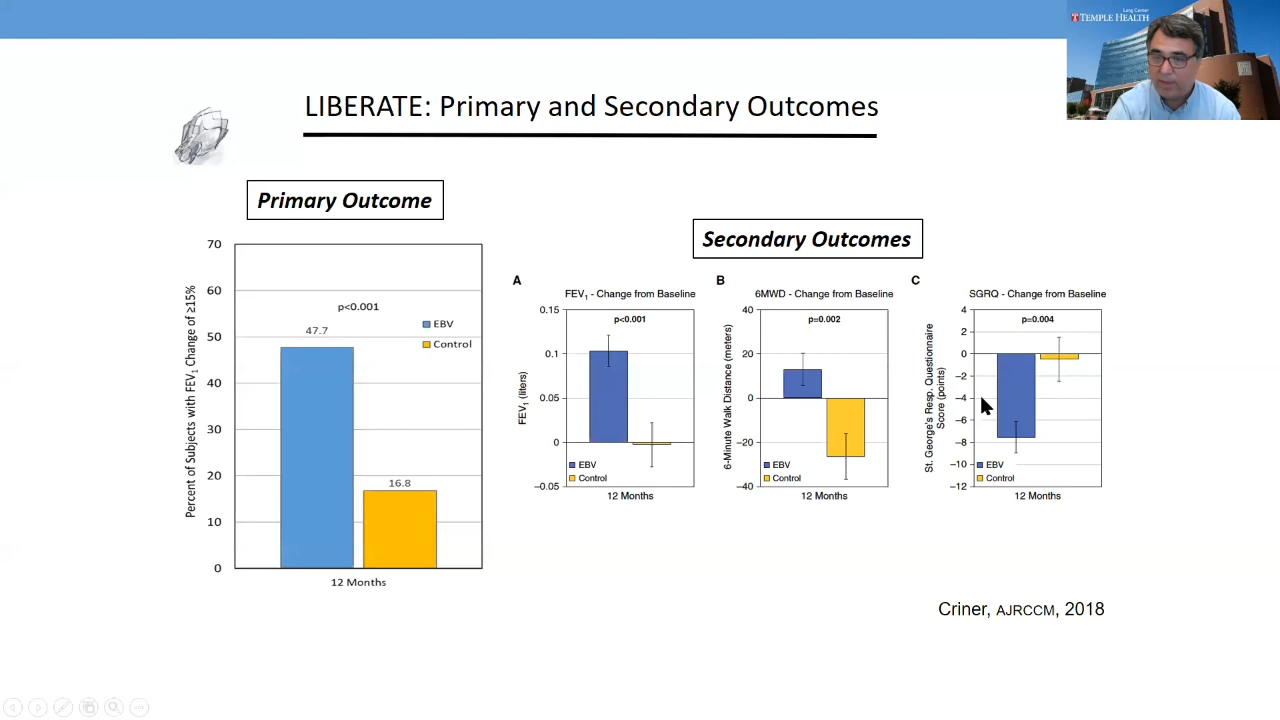 Lung Center
TEMPLE HEALTH
LIBERATE: Primary and Secondary Outcomes
Primary Outcome
70
60
50
40
30
20
10
0
Percent of Subjects with FEV1 Change of ≥15%
p<0.001
EBV
Control
47.7
16.8
12 Months
Secondary Outcomes
A
FEV1 - Change from Baseline
p<0.001
0.15
0.1
0.05
0
−0.05
FEV1 (liters)
EBV
Control
12 Months
B
6MWD - Change from Baseline
p=0.002
40
20
0
−20
−40
6-Minute Walk Distance (meters)
EBV
Control
12 Months
C
SGRQ - Change from Baseline
p=0.004
4
2
0
−2
−4
−6
−8
−10
−12
St. George's Resp. Questionnaire
Score (points)
EBV
Control
12 Months
Criner, AJRCCM, 2018